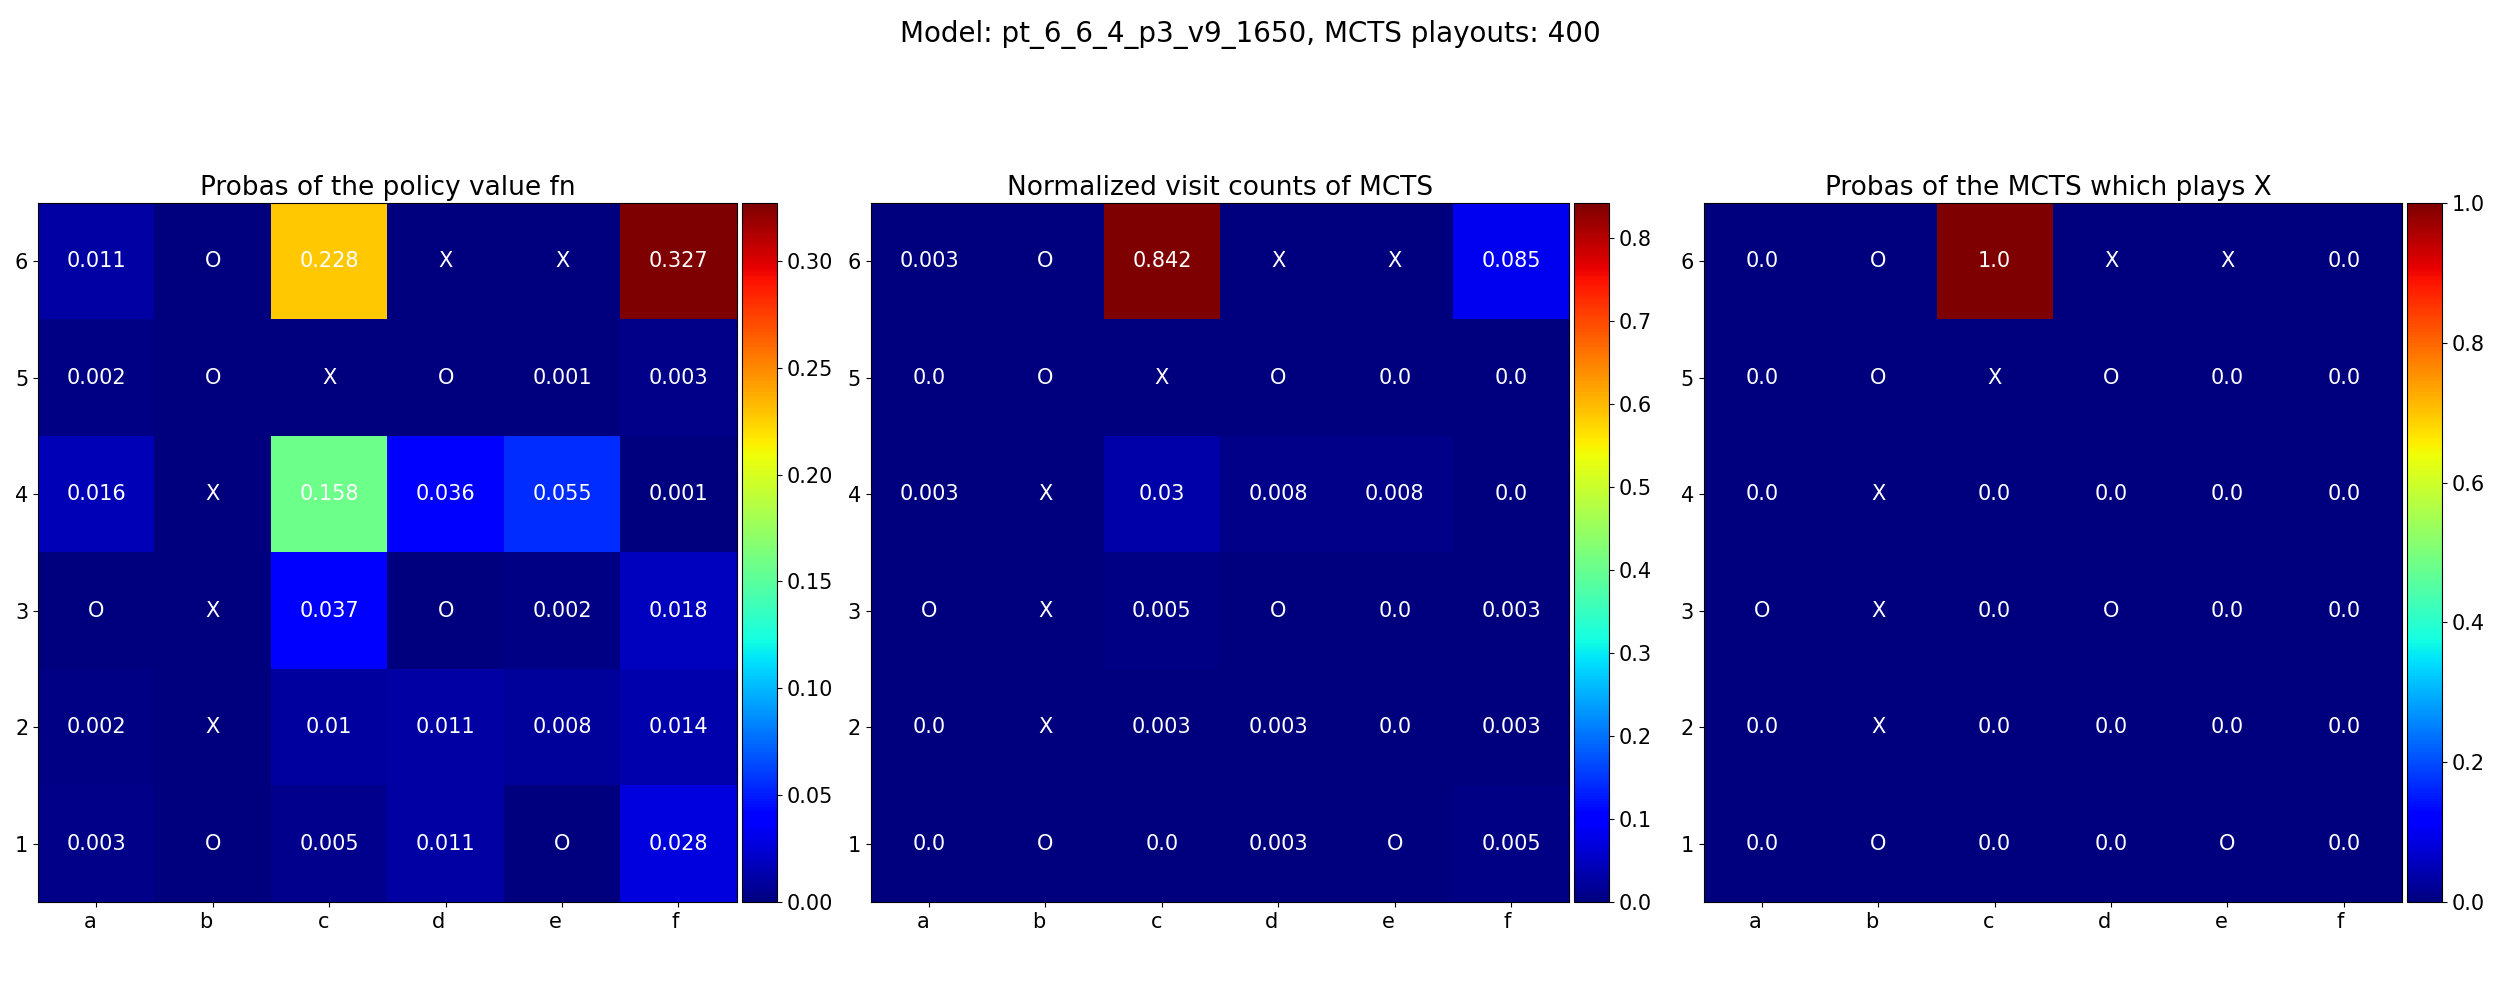 Model: pt_6_6_4_p3_v9_1650, MCTS playouts: 400
Probas of the policy value fn
6 0.011 O 0.228 X X 0.327
5 0.002 O X O 0.001 0.003
4 0.016 X 0.158 0.036 0.055 0.001
3 O X 0.037 O 0.002 0.018
2 0.002 X 0.01 0.011 0.008 0.014
1 0.003 O 0.005 0.011 O 0.028
a b c d e f
0.30
0.25
0.20
0.15
0.10
0.05
0.00
Normalized visit counts of MCTS
6 0.003 O 0.842 X X 0.085
5 0.0 O X O 0.0 0.0
4 0.003 X 0.03 0.008 0.008 0.0
3 O X 0.005 O 0.0 0.003
2 0.0 X 0.003 0.003 0.0 0.003
1 0.0 O 0.0 0.003 O 0.005
a b c d e f
0.8
0.7
0.6
0.5
0.4
0.3
0.2
0.1
0.0
Probas of the MCTS which plays X
6 0.0 O 1.0 X X 0.0
5 0.0 O X O 0.0 0.0
4 0.0 X 0.0 0.0 0.0 0.0
3 O X 0.0 O 0.0 0.0
2 0.0 X 0.0 0.0 0.0 0.0
1 0.0 O 0.0 0.0 O 0.0
a b c d e f
1.0
0.8
0.6
0.4
0.2
0.0